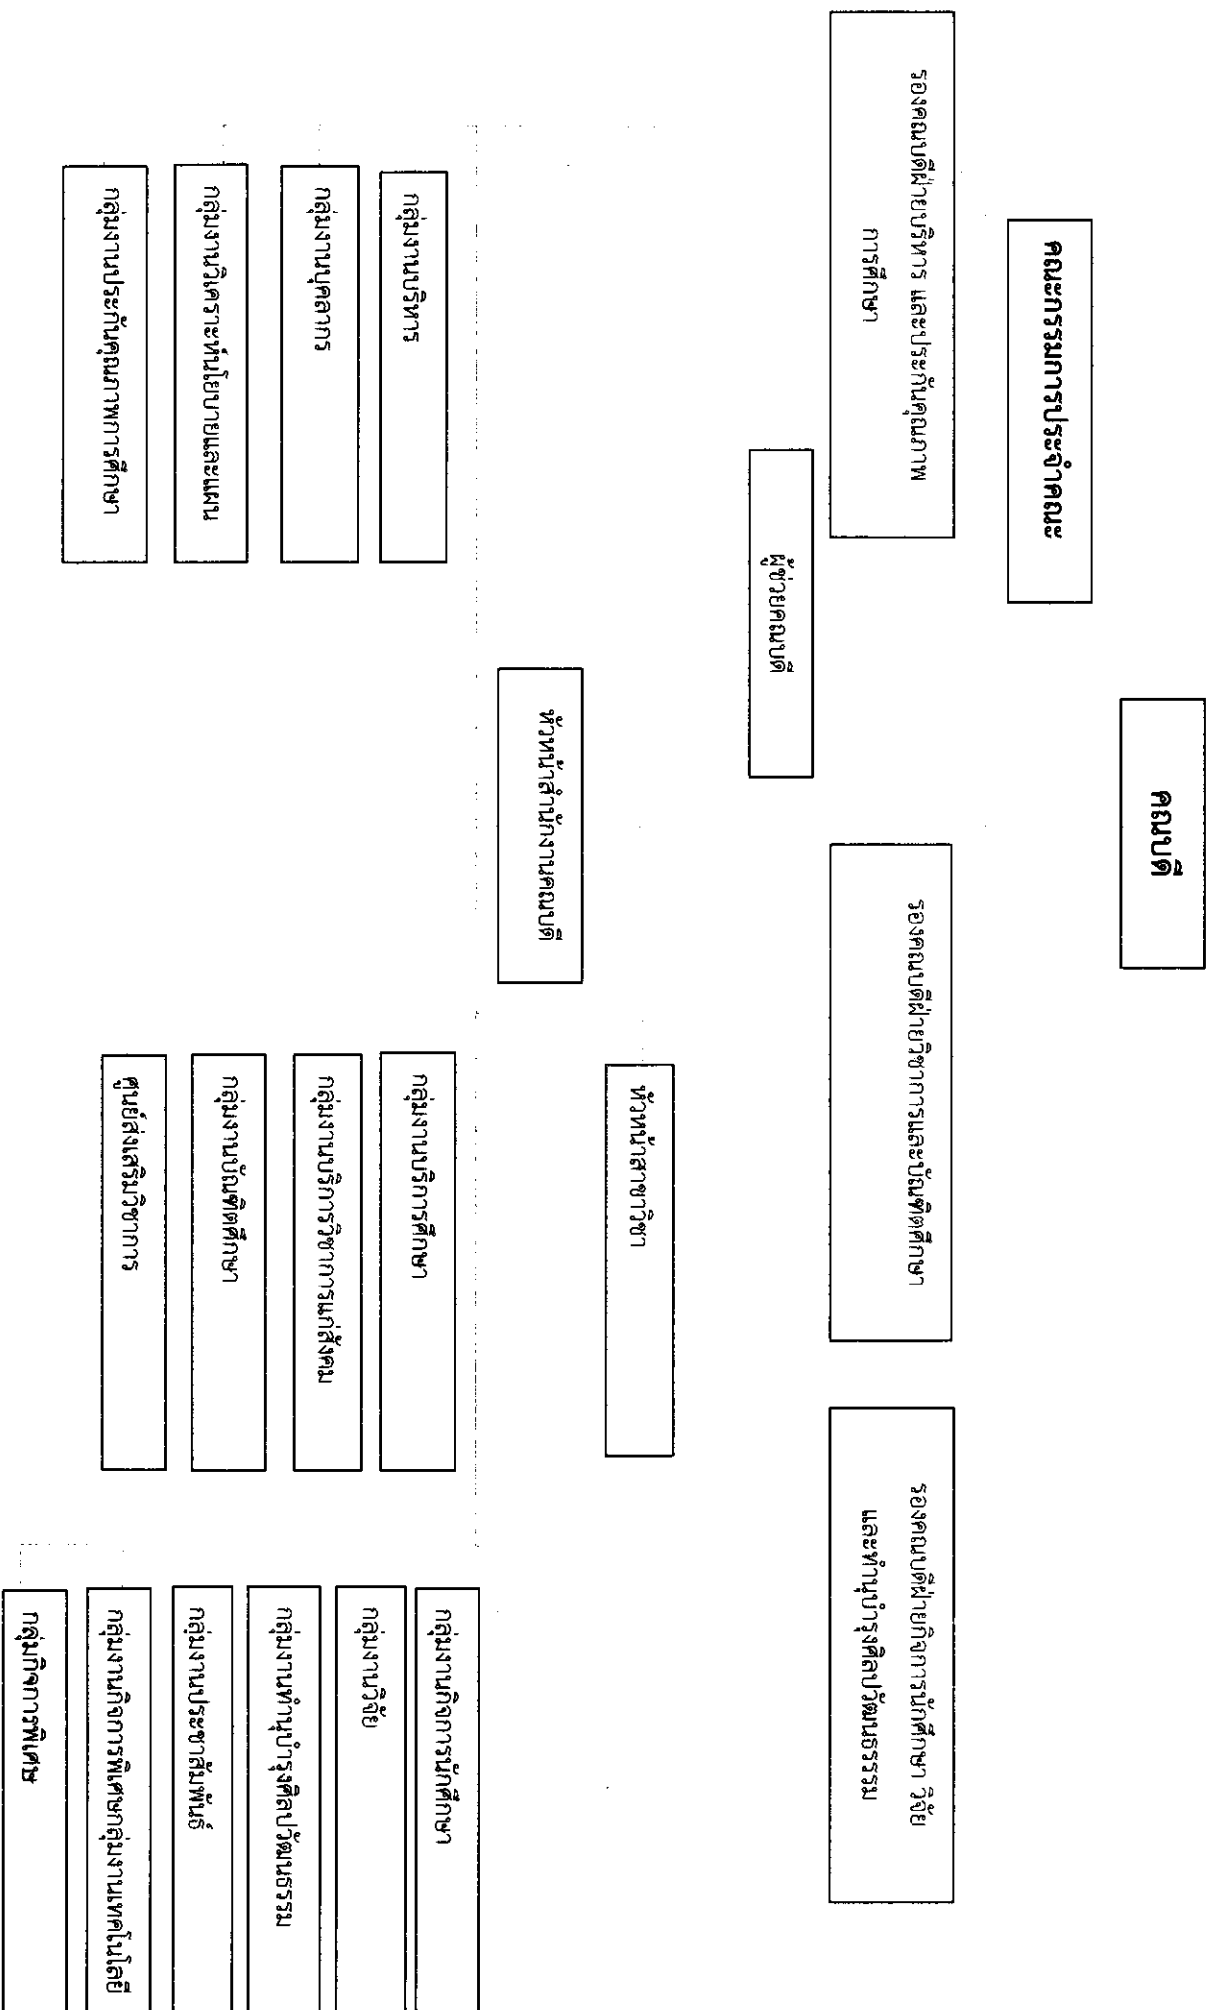 คณบดี
คณะกรรมการประจำคณะ
รองคณบดีฝ่ายบริหาร และประกันคุณภาพ
การศึกษา
รองคณบดีฝ่ายวิชาการและบัณฑิตศึกษา
รองคณบดีฝ่ายกิจการนักศึกษา วิจัย
และทำนุบำรุงศิลปวัฒนธรรม
ผู้ช่วยคณบดี
หัวหน้าสาขาวิชา
หัวหน้าสำนักงานคณบดี
กลุ่มงานบริหาร
กลุ่มงานบุคลากร
กลุ่มงานวิเคราะห์นโยบายและแผน
กลุ่มงานประกันคุณภาพการศึกษา
กลุ่มงานบริการศึกษา
กลุ่มงานบริการวิชาการแก่สังคม
กลุ่มงานบัณฑิตศึกษา
ศูนย์ส่งเสริมวิชาการ
กลุ่มงานกิจการนักศึกษา
กลุ่มงานวิจัย
กลุ่มงานทำนุบำรุงศิลปวัฒนธรรม
กลุ่มงานประชาสัมพันธ์
กลุ่มงานกิจการพิเศษกลุ่มงานเทคโนโลยี
กลุ่มกิจการพิเศษ